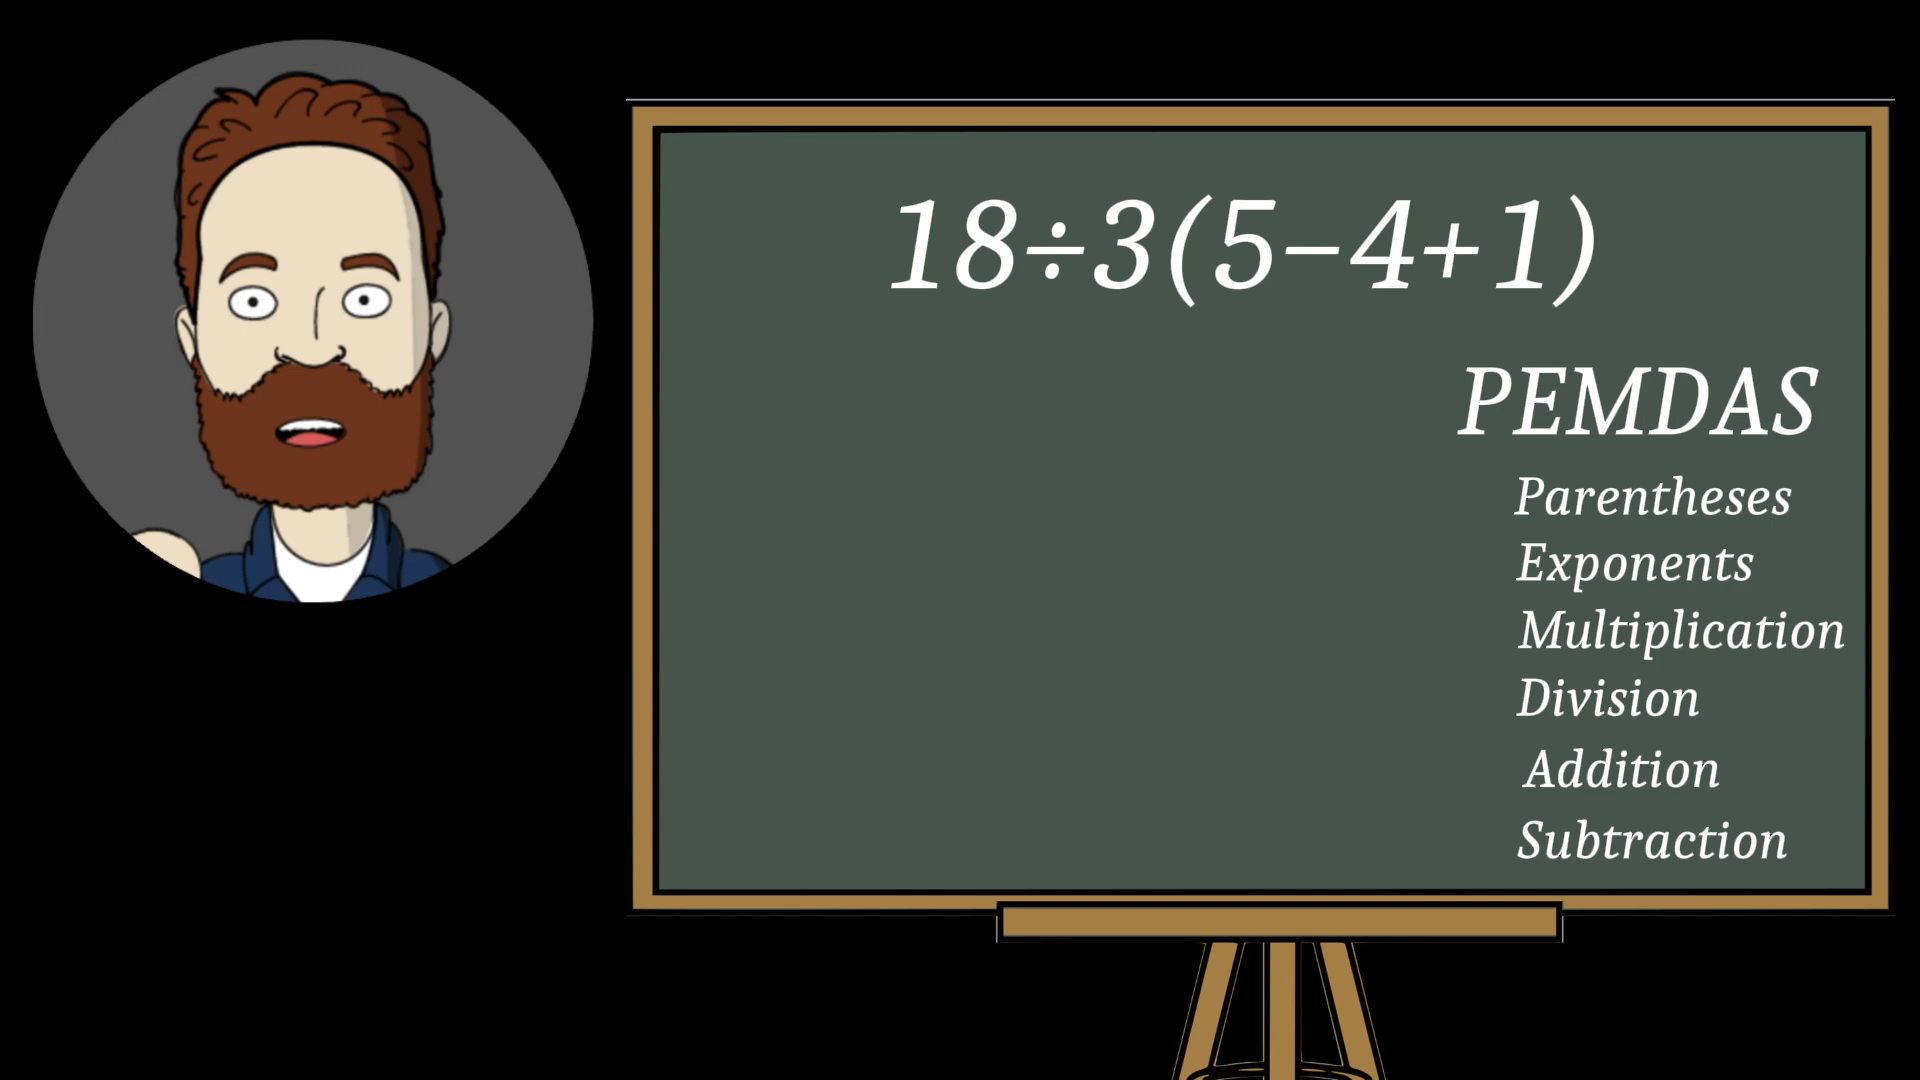 18÷3(5−4+1)
PEMDAS
Parentheses
Exponents
Multiplication
Division
Addition
Subtraction